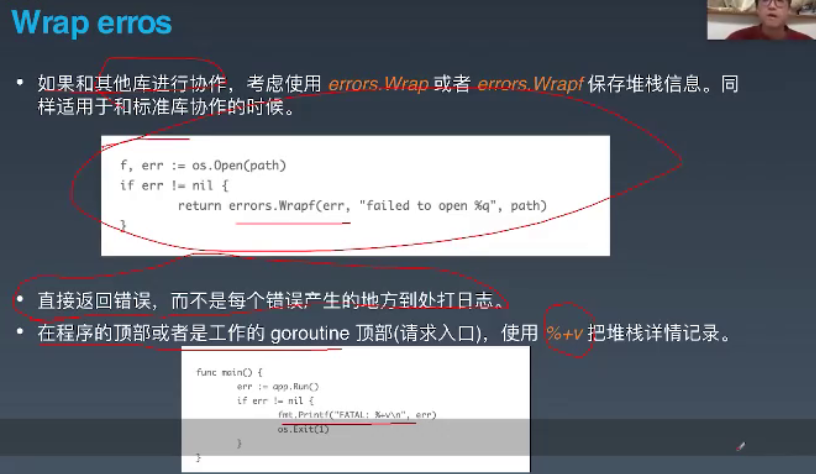 Wrap erros
• 如果和其他库进行协作，考虑使用 errors.Wrap 或者 errors.Wrapf 保存堆栈信息。同
样适用于和标准库协作的时候。
f, err := os.Open(path)
if err != nil {
return errors.Wrapf(err, "failed to open %q", path)
}
• 直接返回错误，而不是每个错误产生的地方到处打日志。
• 在程序的顶部或者是工作的 goroutine 顶部(请求入口)，使用 %+v 把堆栈详情记录。
func main() {
err := app.Run()
if err != nil {
fmt.Printf("FATAL: %+v\n", err)
os.Exit(1)
}
}